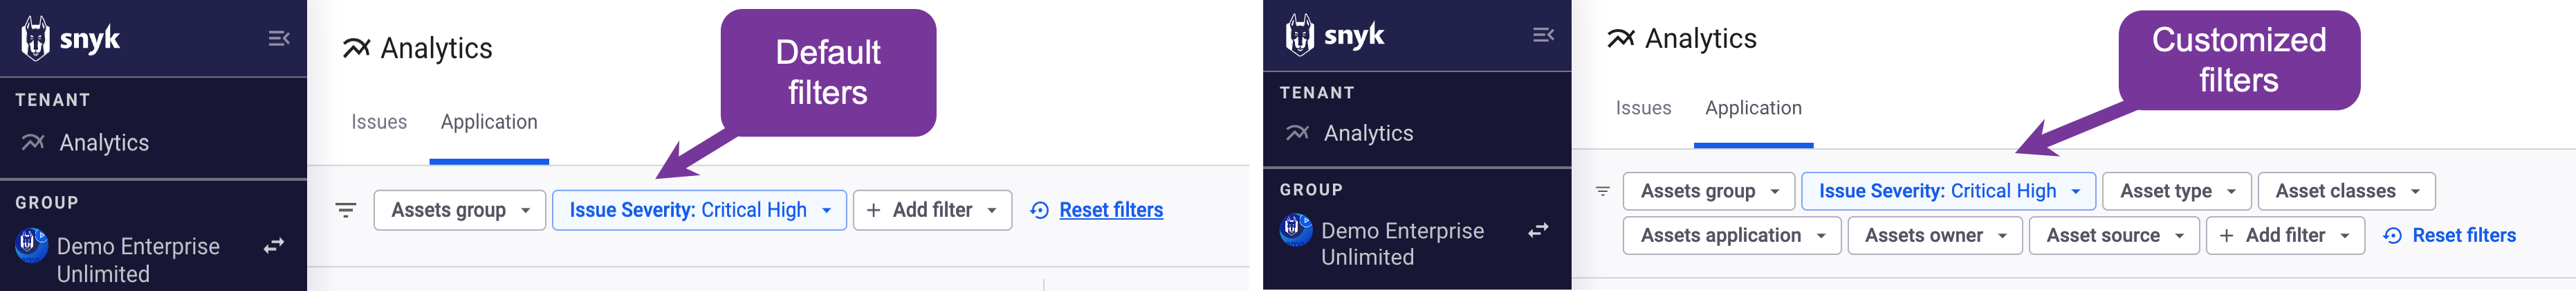 snyk
TENANT
Analytics
GROUP
Demo Enterprise
Unlimited
Analytics
Issues Application
Default
filters
Assets group Issue Severity: Critical High + Add filter Reset filters
snyk
TENANT
Analytics
GROUP
Demo Enterprise
Unlimited
Analytics
Issues Application
Customized
filters
Assets group Issue Severity: Critical High Asset type Asset classes
Assets application Assets owner Asset source + Add filter Reset filters